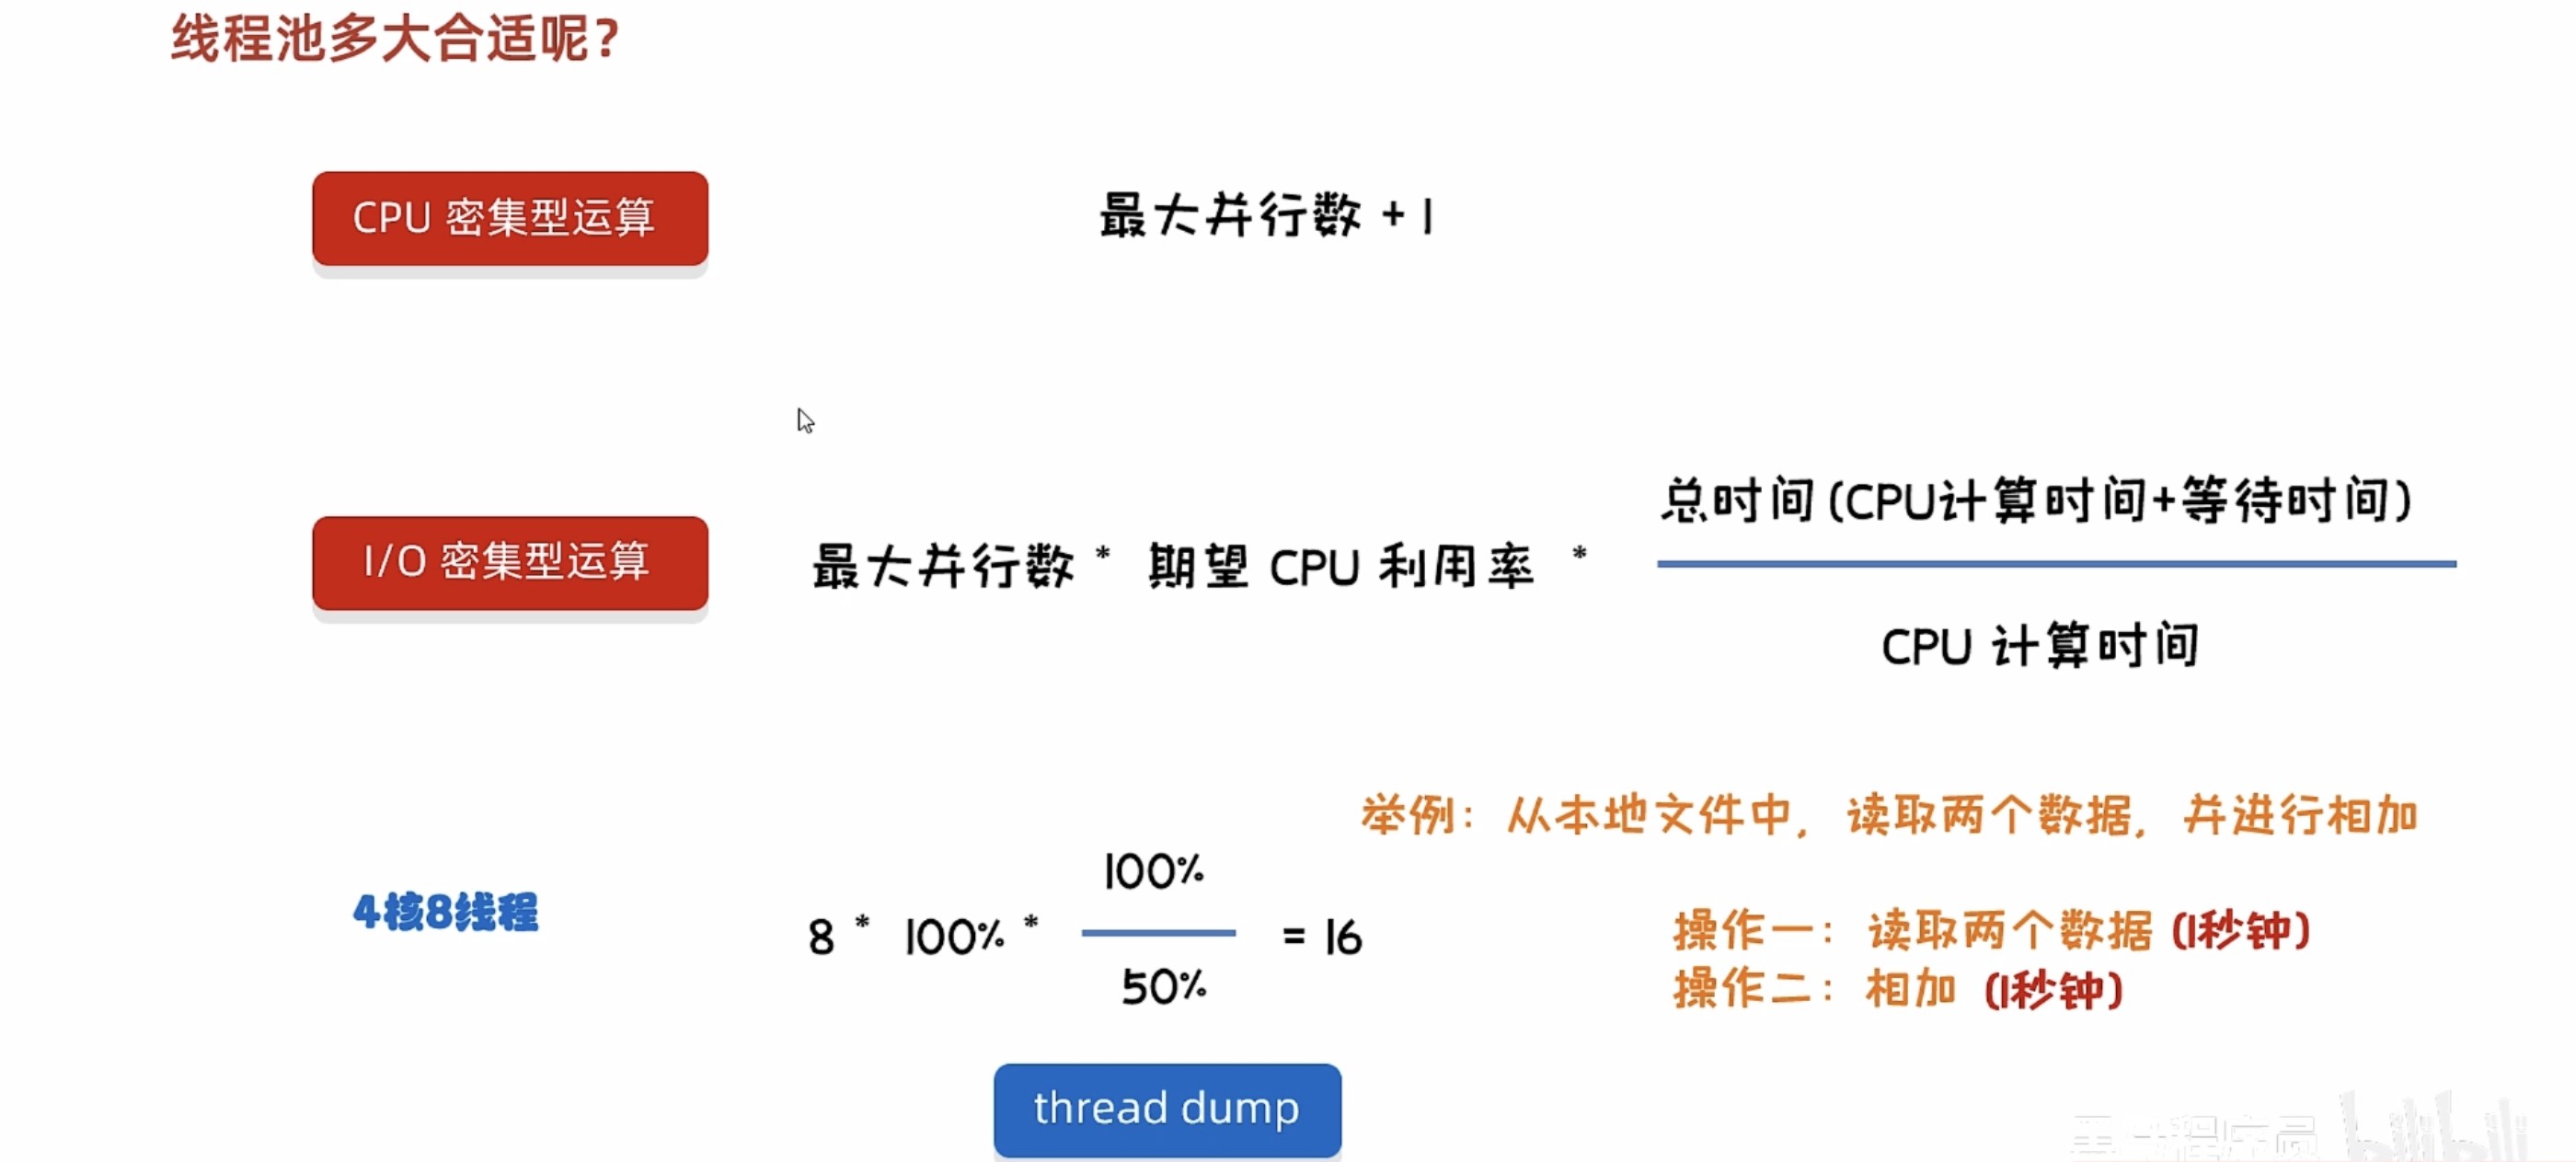 线程池多大合适呢?
CPU 密集型运算
最大并行数 + 1
I/O 密集型运算
最大并行数 * 期望 CPU 利用率 *
总时间 (CPU计算时间+等待时间)
CPU 计算时间
举例: 从本地文件中, 读取两个数据, 并进行相加
4核8线程
8 * 100% *
100%
50%
= 16
操作一: 读取两个数据 (1秒钟)
操作二: 相加 (1秒钟)
thread dump
bilibili